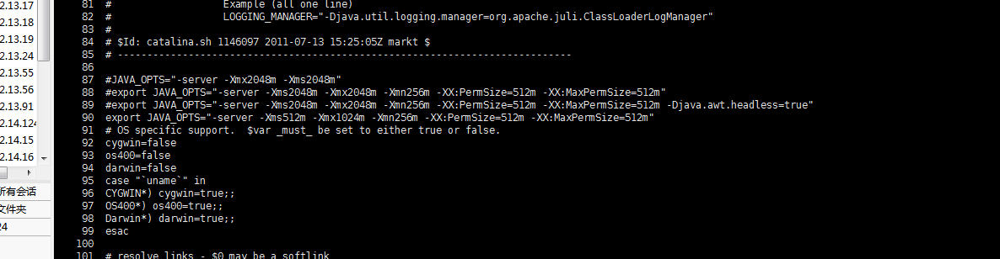 2.13.17
2.13.18
2.13.19
2.13.24
2.13.55
2.13.56
2.13.91
2.14.124
2.14.15
2.14.16
所有会话
文件夹
24
81 # Example (all one line)
82 # LOGGING_MANAGER="-Djava.util.logging.manager=org.apache.juli.ClassLoaderLogManager"
83 #
84 # $Id: catalina.sh 1146097 2011-07-13 15:25:05Z markt $
85 # -----------------------------------------------------------------------------
86
87 #JAVA_OPTS="-server -Xmx2048m -Xms2048m"
88 #export JAVA_OPTS="-server -Xms2048m -Xmx2048m -Xmn256m -XX:PermSize=512m -XX:MaxPermSize=512m"
89 #export JAVA_OPTS="-server -Xms2048m -Xmx2048m -Xmn256m -XX:PermSize=512m -XX:MaxPermSize=512m -Djava.awt.headless=true"
90 export JAVA_OPTS="-server -Xms512m -Xmx1024m -Xmn256m -XX:PermSize=512m -XX:MaxPermSize=512m"
91 # OS specific support.  $var _must_ be set to either true or false.
92 cygwin=false
93 os400=false
94 darwin=false
95 case "`uname`" in
96 CYGWIN*) cygwin=true;;
97 OS400*) os400=true;;
98 Darwin*) darwin=true;;
99 esac
100
101 # resolve links - $0 may be a softlink